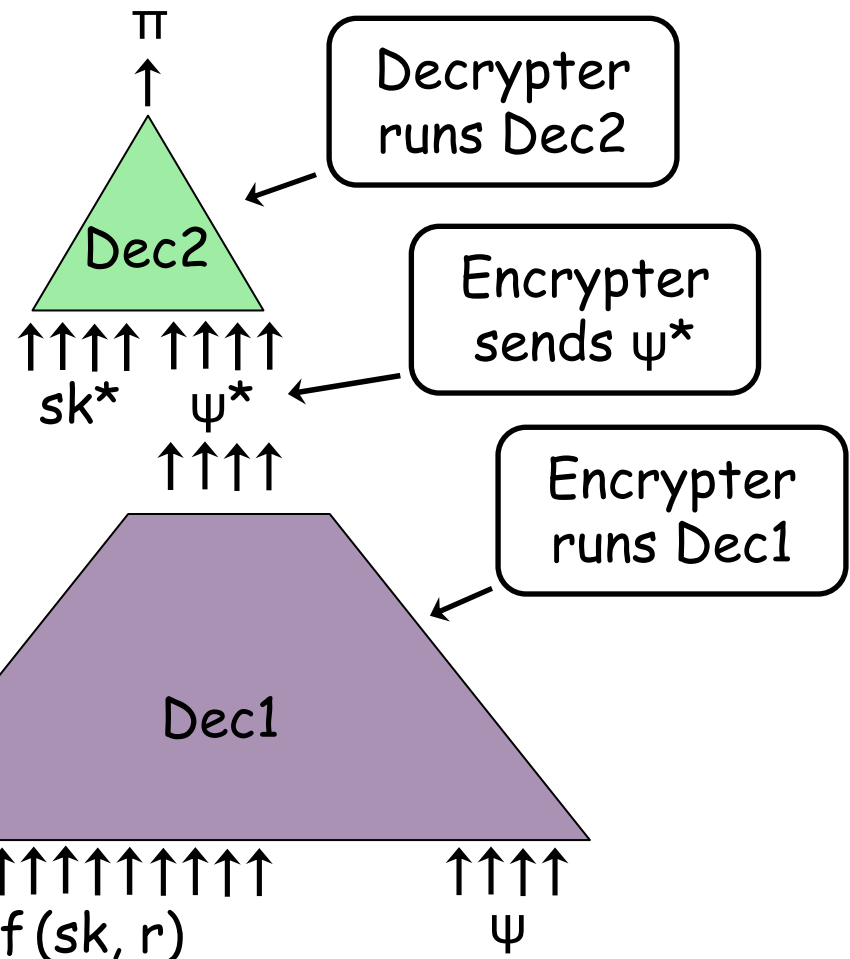 π
Decrypter
runs Dec2
Dec2
Encrypter
sends ψ*
sk* ψ*
Encrypter
runs Dec1
Dec1
f (sk, r) ψ